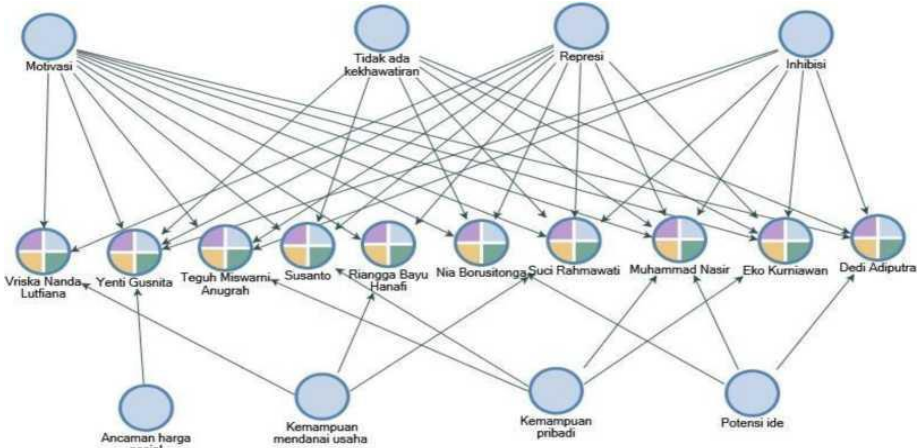 Motivasi
Tidak ada
kekhawatiran
Represi
Inhibisi
Vriska Nanda
Lutfiana
Yenti Gusnita
Teguh Miswarni
Anugrah
Susanto
Riangga Bayu
Hanafi
Nia Borusitonga
Suci Rahmawati
Muhammad Nasir
Eko Kurniawan
Dedi Adiputra
Ancaman harga
Kemampuan
mendanai usaha
Kemampuan
pribadi
Potensi ide